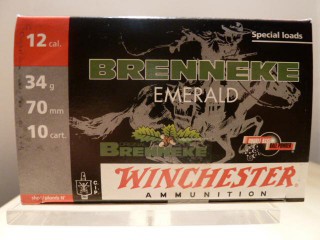 12 cal.
Special loads
BRENNEKE
34 g
EMERALD
70 mm
10 cart.
BRENNEKE
WINCHESTER
AMMUNITION
C.I.P.